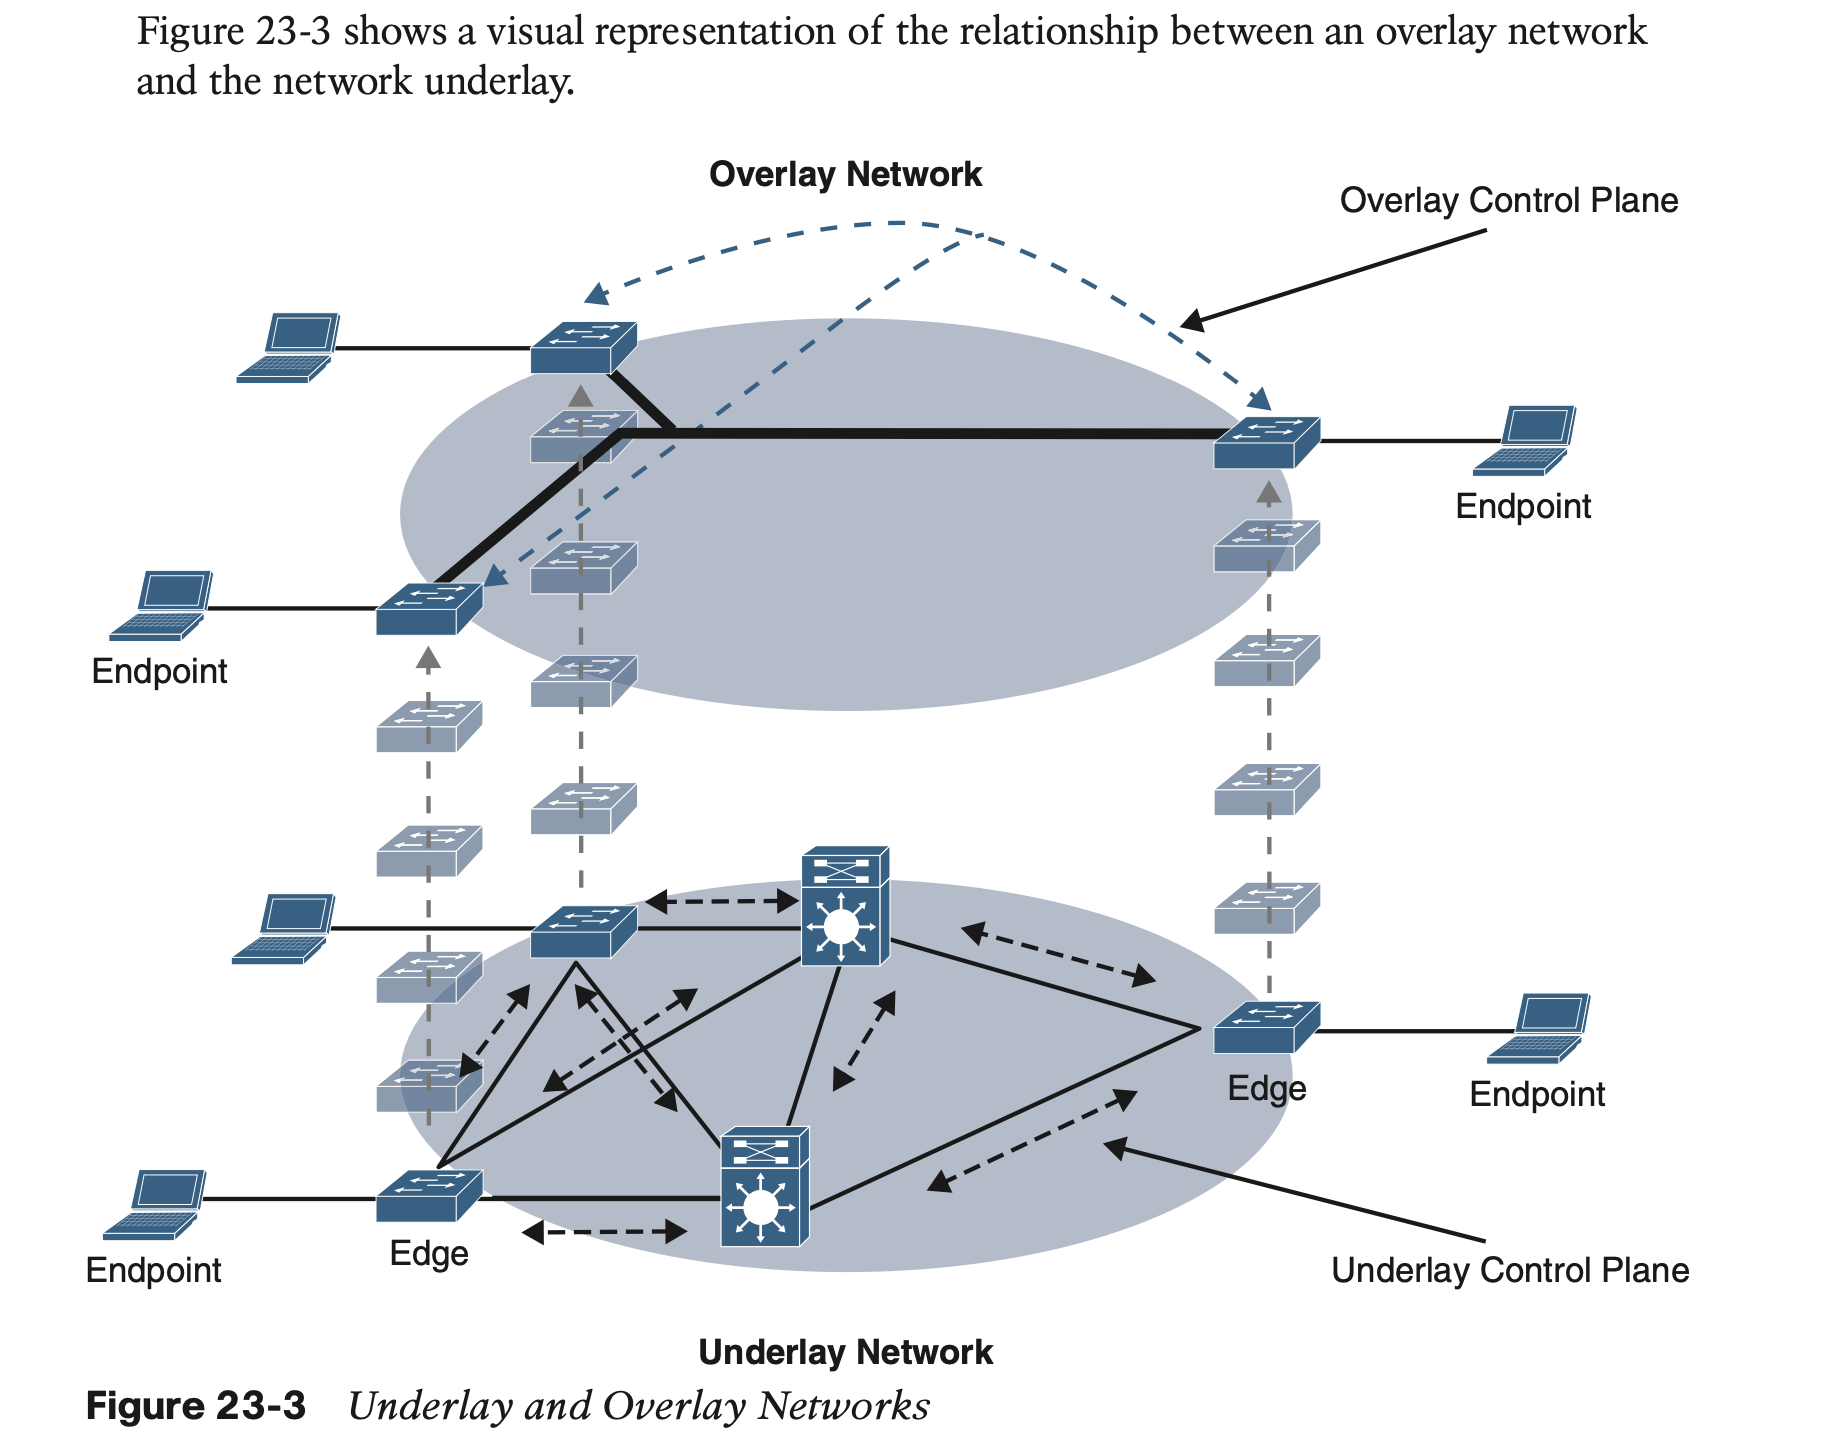 Figure 23-3 shows a visual representation of the relationship between an overlay network
and the network underlay.
Overlay Network
Overlay Control Plane
Endpoint
Endpoint
Edge
Endpoint
Edge
Endpoint
Underlay Control Plane
Underlay Network
Figure 23-3 Underlay and Overlay Networks